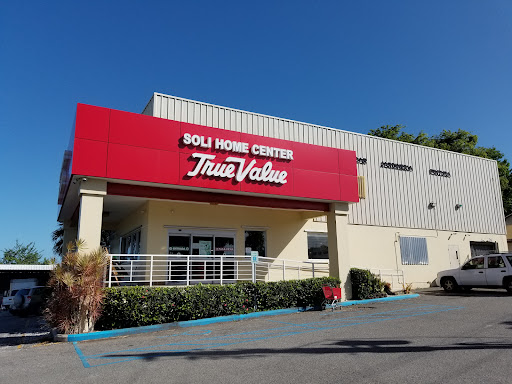 SOLI HOME CENTER
True Value